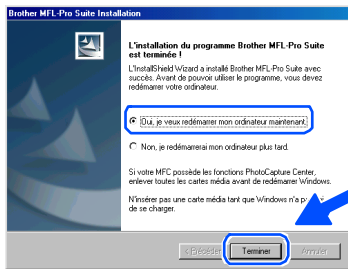 Brother MFL-Pro Suite Installation
L'installation du programme Brother MFL-Pro Suite
est terminée !
L'InstallShield Wizard a installé Brother MFL-Pro Suite avec
succès. Avant de pouvoir utiliser le programme, vous devez
redémarrer votre ordinateur.
Oui, je veux redémarrer mon ordinateur maintenant.
Non, je redémarrerai mon ordinateur plus tard.
Si votre MFC possède les fonctions PhotoCapture Center,
enlever toutes les cartes média avant de redémarrer Windows.
N'insérer pas une carte média tant que Windows n'a
de se charger.
< Précédent
Terminer
Annuler